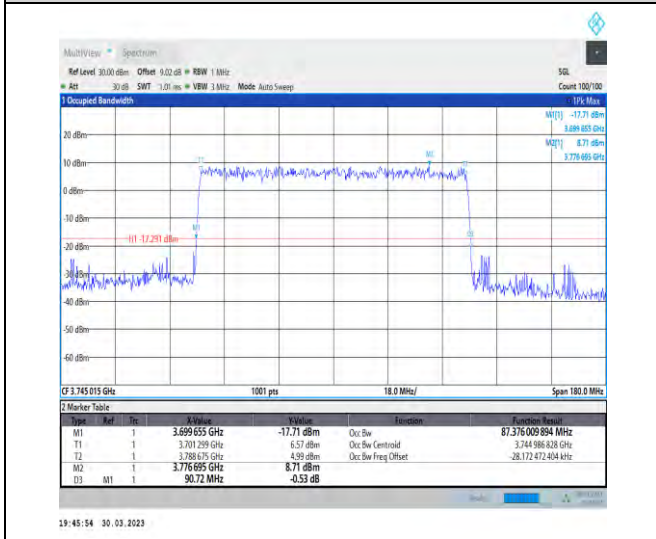 MultiView Spectrum
Ref Level 30.00 dBm Offset 9.02 dB RBW 1 MHz SGL
Att 30 dB SWT 1.01 ms VBW 3 MHz Mode Auto Sweep Count 100/100
1 Occupied Bandwidth 1Pk Max
M1[1] -17.71 dBm
3.699 655 GHz
M2[1] 8.71 dBm
3.776 695 GHz
20 dBm
10 dBm
0 dBm
-10 dBm
-20 dBm
-30 dBm
-40 dBm
-50 dBm
-60 dBm
T1
M2
M1
H1 -17.291 dBm
CF 3.745 015 GHz 1001 pts 18.0 MHz/ Span 180.0 MHz
2 Marker Table
Type Ref Trc X-Value Y-Value Function Function Result
M1 1 3.699 655 GHz -17.71 dBm Occ Bw 87.376 009 894 MHz
T1 1 3.701 299 GHz 6.57 dBm Occ Bw Centroid 3.744 986 828 GHz
T2 1 3.788 675 GHz 4.99 dBm Occ Bw Freq Offset -28.172 472 404 kHz
M2 1 3.776 695 GHz 8.71 dBm
D3 M1 1 90.72 MHz -0.53 dB
19:45:54 30.03.2023